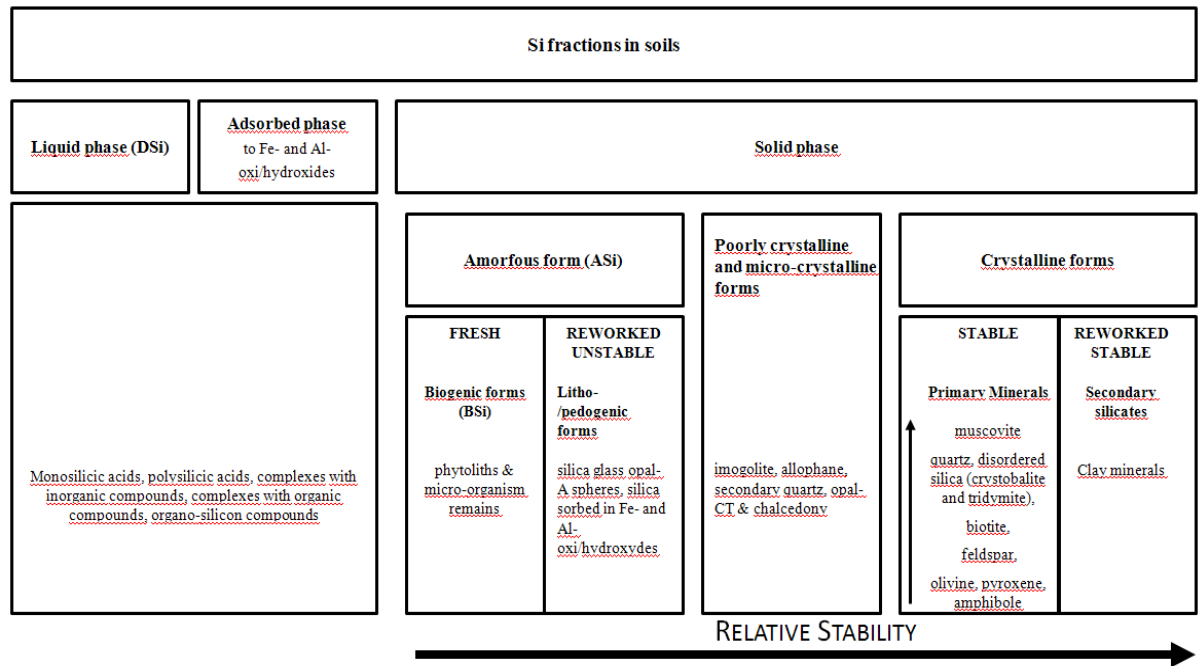 Si fractions in soils
Liquid phase (DSi)
Adsorbed phase
to Fe- and Al-
oxi/hydroxides
Solid phase
Monosilicic acids, polysilicic acids, complexes with
inorganic compounds, complexes with organic
compounds, organo-silicon compounds
Amorfous form (ASi)
FRESH
Biogenic forms
(BSi)
phytoliths &
micro-organism
remains
REWORKED
UNSTABLE
Litho-
/pedogenic
forms
silica glass opal-
A spheres, silica
sorbed in Fe- and
Al-
oxi/hydroxydes
Poorly crystalline
and micro-crystalline
forms
imogolite, allophane,
secondary quartz, opal-
CT & chalcedony
Crystalline forms
STABLE
Primary Minerals
muscovite
quartz, disordered
silica (crystobalite
and tridymite),
biotite,
feldspar,
olivine, pyroxene,
amphibole
REWORKED
STABLE
Secondary
silicates
Clay minerals
RELATIVE STABILITY